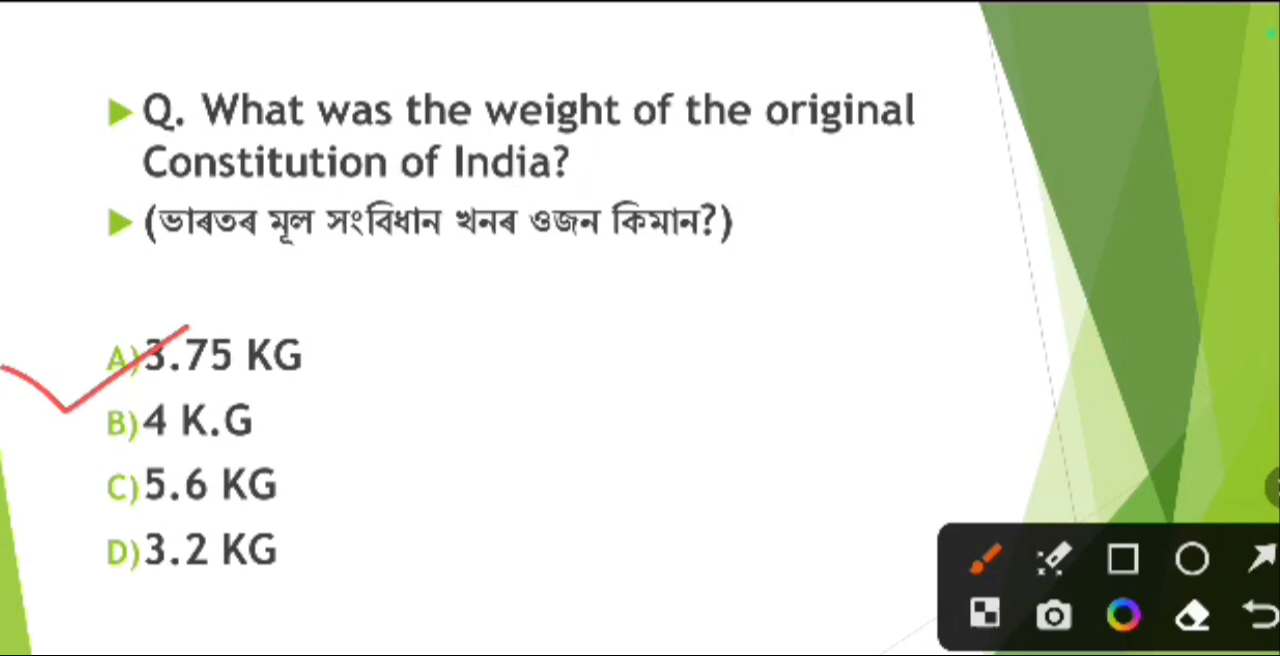 Q. What was the weight of the original
Constitution of India?
(ভাৰতৰ মূল সংবিধান খনৰ ওজন কিমান?)
A) 3.75 KG
B) 4 K.G
C) 5.6 KG
D) 3.2 KG